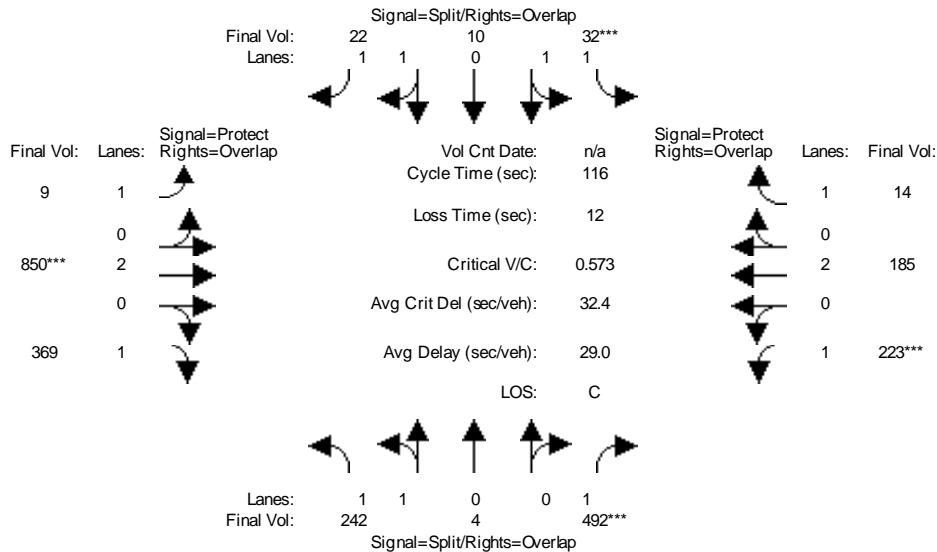 Signal=Split/Rights=Overlap
Final Vol: 22 10 32***
Lanes: 1 1 0 1 1
Signal=Protect Signal=Protect
Final Vol: Lanes: Rights=Overlap Vol Cnt Date: n/a Rights=Overlap Lanes: Final Vol:
Cycle Time (sec): 116
9 1 1 14
Loss Time (sec): 12
0 0
850*** 2 Critical V/C: 0.573 2 185
0 Avg Crit Del (sec/veh): 32.4 0
369 1 Avg Delay (sec/veh): 29.0 1 223***
LOS: C
Lanes: 1 1 0 0 1
Final Vol: 242 4 492***
Signal=Split/Rights=Overlap